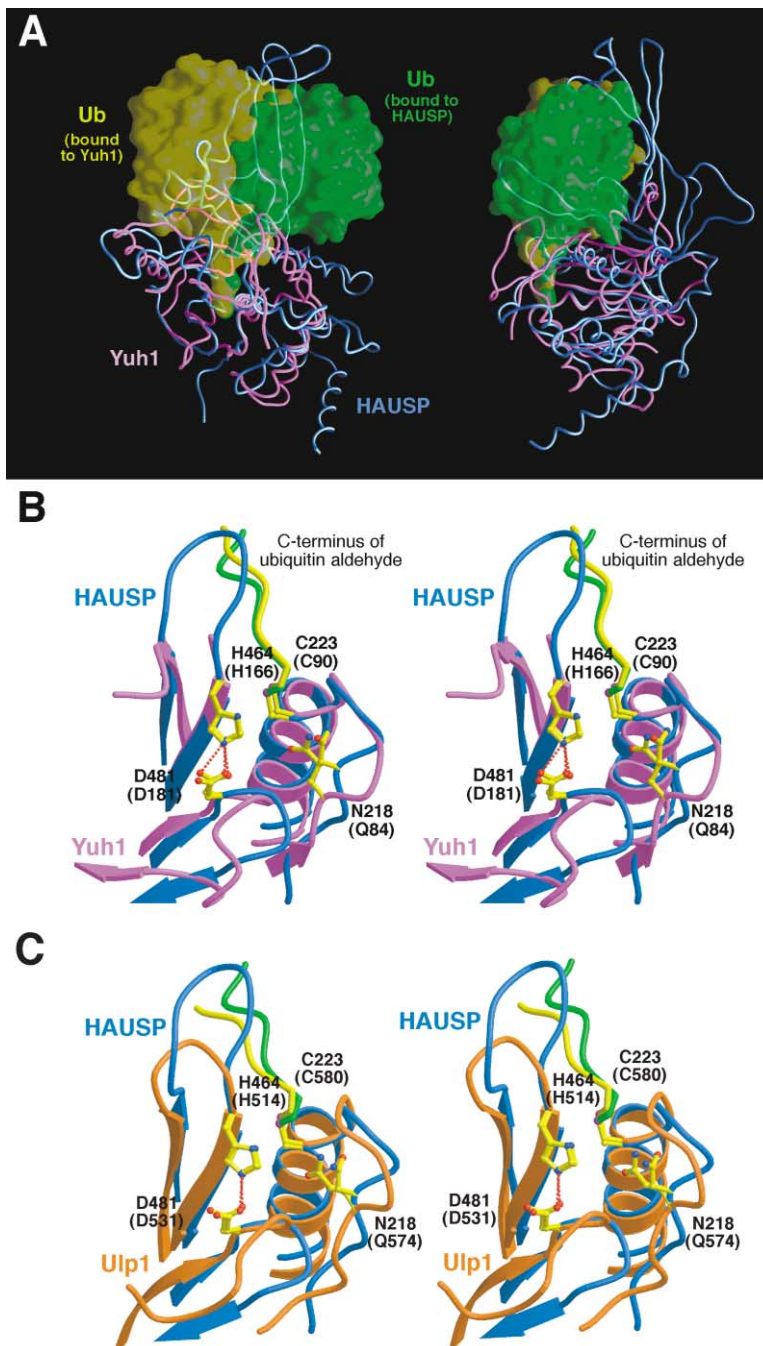 A
Ub
(bound
to Yuh1)
Ub
(bound to
HAUSP)
Yuh1
HAUSP
B
C-terminus of
ubiquitin aldehyde
HAUSP
H464
(H166)
C223
(C90)
D481
(D181)
N218
(Q84)
Yuh1
C-terminus of
ubiquitin aldehyde
HAUSP
H464
(H166)
C223
(C90)
D481
(D181)
N218
(Q84)
Yuh1
C
HAUSP
C223
(C580)
H464
(H514)
D481
(D531)
N218
(Q574)
Ulp1
HAUSP
C223
(C580)
H464
(H514)
D481
(D531)
N218
(Q574)
Ulp1